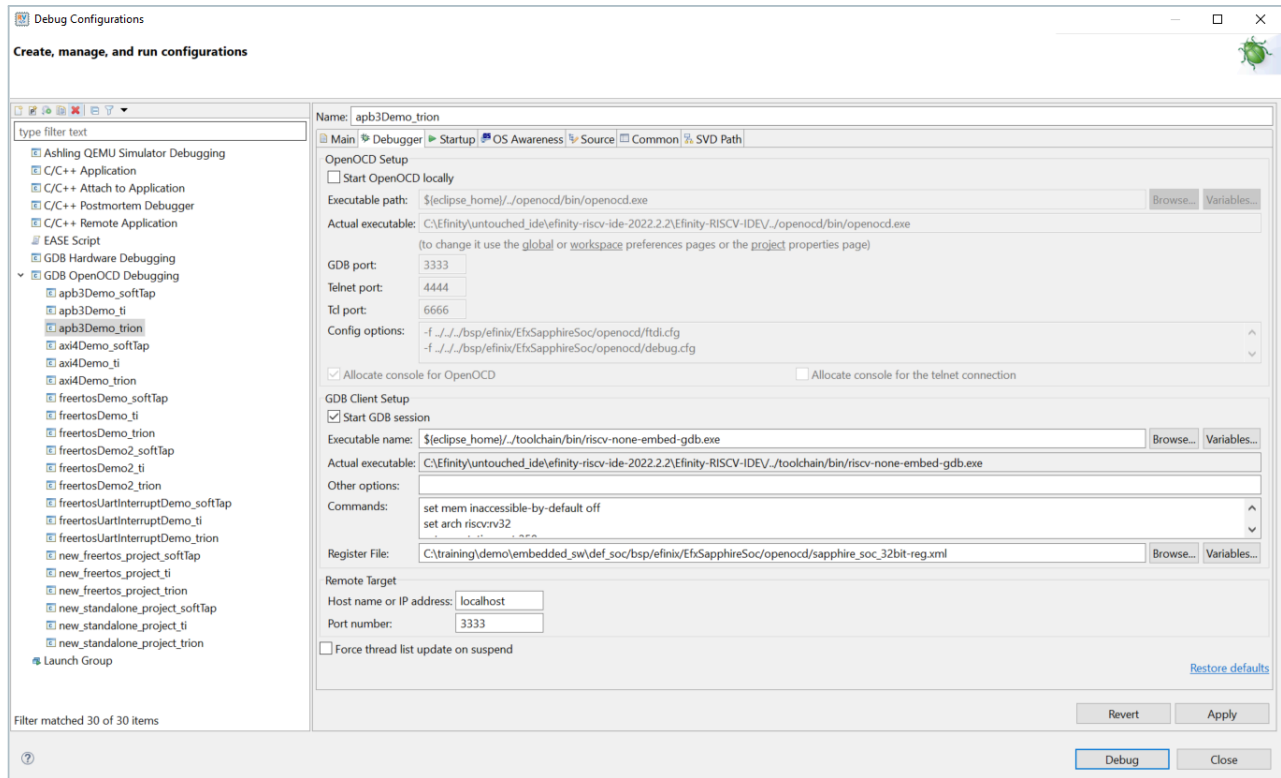 Debug Configurations
Create, manage, and run configurations
type filter text
Ashling QEMU Simulator Debugging
C/C++ Application
C/C++ Attach to Application
C/C++ Postmortem Debugger
C/C++ Remote Application
EASE Script
GDB Hardware Debugging
GDB OpenOCD Debugging
apb3Demo_softTap
apb3Demo_ti
apb3Demo_trion
axi4Demo_softTap
axi4Demo_ti
axi4Demo_trion
freertosDemo_softTap
freertosDemo_ti
freertosDemo_trion
freertosDemo2_softTap
freertosDemo2_ti
freertosDemo2_trion
freertosUartInterruptDemo_softTap
freertosUartInterruptDemo_ti
freertosUartInterruptDemo_trion
new_freertos_project_softTap
new_freertos_project_ti
new_freertos_project_trion
new_standalone_project_softTap
new_standalone_project_ti
new_standalone_project_trion
Launch Group
Filter matched 30 of 30 items
Name: apb3Demo_trion
Main Debugger Startup OS Awareness Source Common SVD Path
OpenOCD Setup
Start OpenOCD locally
Executable path: ${eclipse_home}/../openocd/bin/openocd.exe Browse... Variables...
Actual executable: C:\Efinity\untouched_ide\efinity-riscv-ide-2022.2.2\Efinity-RISCV-IDE\/../openocd/bin/openocd.exe
(to change it use the global or workspace preferences pages or the project properties page)
GDB port: 3333
Telnet port: 4444
Tcl port: 6666
Config options: -f ../../../bsp/efinix/EfxSapphireSoc/openocd/ftdi.cfg
-f ../../../bsp/efinix/EfxSapphireSoc/openocd/debug.cfg
Allocate console for OpenOCD Allocate console for the telnet connection
GDB Client Setup
Start GDB session
Executable name: ${eclipse_home}/../toolchain/bin/riscv-none-embed-gdb.exe Browse... Variables...
Actual executable: C:\Efinity\untouched_ide\efinity-riscv-ide-2022.2.2\Efinity-RISCV-IDE\/../toolchain/bin/riscv-none-embed-gdb.exe
Other options:
Commands: set mem inaccessible-by-default off
set arch riscv:rv32
Register File: C:\training\demo\embedded_sw\def_soc/bsp/efinix/EfxSapphireSoc/openocd/sapphire_soc_32bit-reg.xml Browse... Variables...
Remote Target
Host name or IP address: localhost
Port number: 3333
Force thread list update on suspend
Restore defaults
Revert Apply
Debug Close